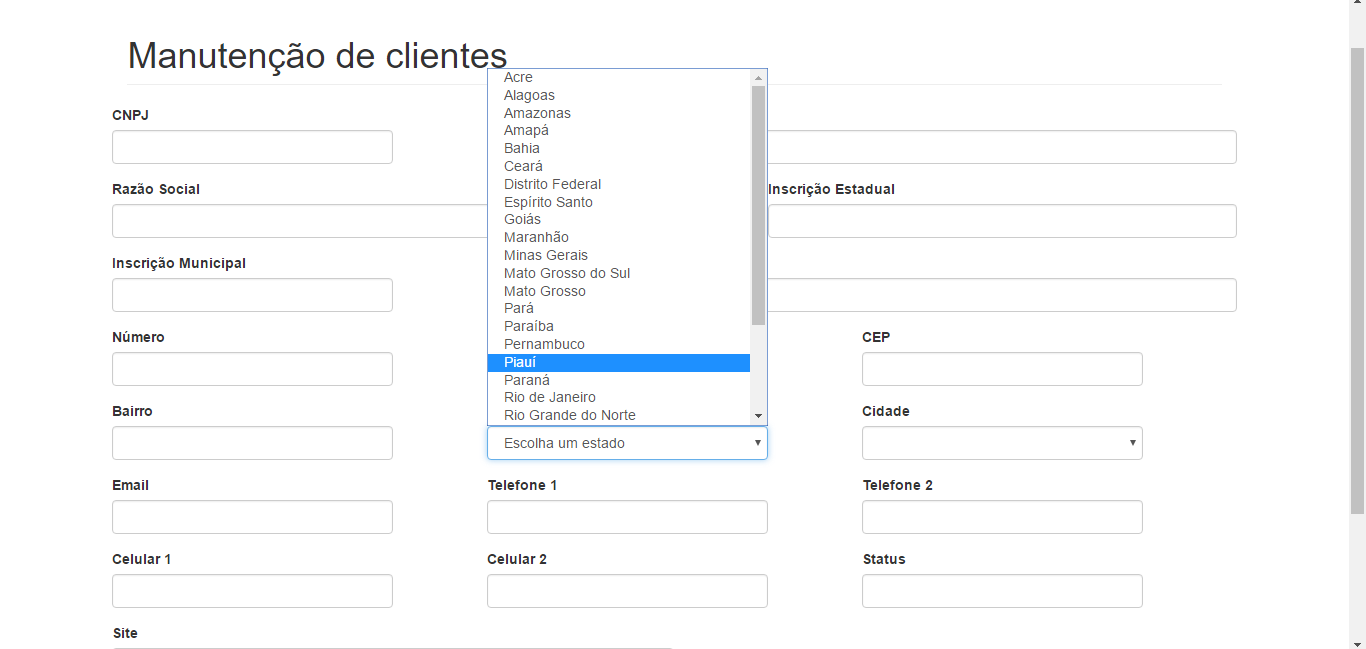 Manutenção de clientes
CNPJ
Razão Social
Inscrição Estadual
Inscrição Municipal
Número
CEP
Bairro
Acre
Alagoas
Amazonas
Amapá
Bahia
Ceará
Distrito Federal
Espírito Santo
Goiás
Maranhão
Minas Gerais
Mato Grosso do Sul
Mato Grosso
Pará
Paraíba
Pernambuco
Piauí
Paraná
Rio de Janeiro
Rio Grande do Norte
Escolha um estado
Cidade
Email
Telefone 1
Telefone 2
Celular 1
Celular 2
Status
Site